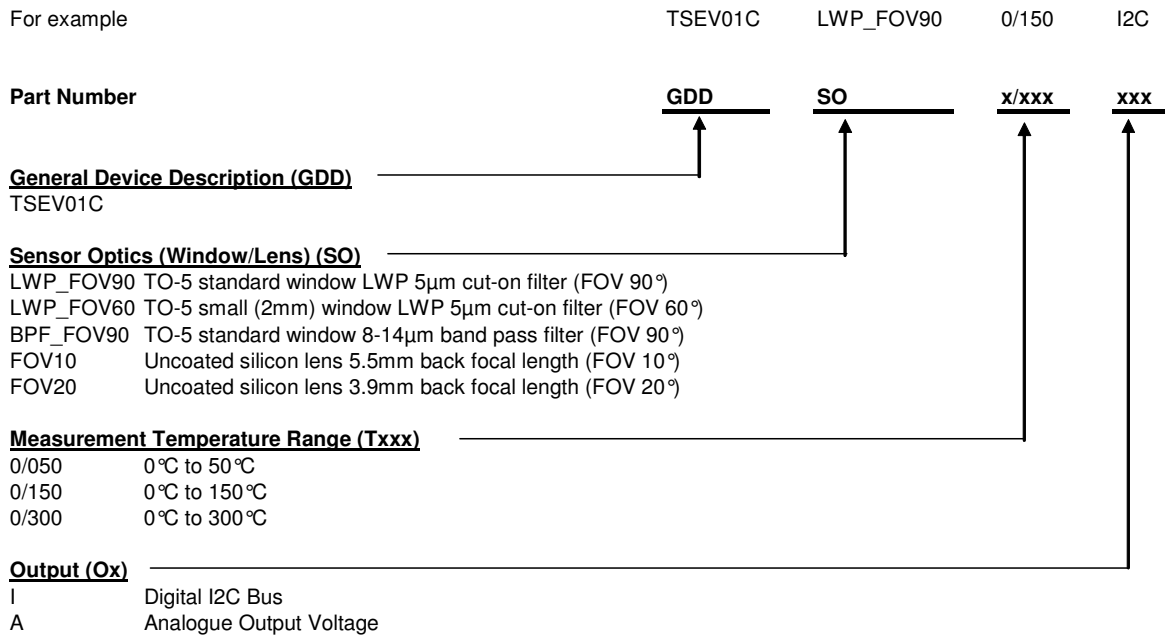 For example TSEV01C LWP_FOV90 0/150 I2C
Part Number GDD SO x/xxx xxx
General Device Description (GDD)
TSEV01C
Sensor Optics (Window/Lens) (SO)
LWP_FOV90 TO-5 standard window LWP 5µm cut-on filter (FOV 90°)
LWP_FOV60 TO-5 small (2mm) window LWP 5µm cut-on filter (FOV 60°)
BPF_FOV90 TO-5 standard window 8-14µm band pass filter (FOV 90°)
FOV10 Uncoated silicon lens 5.5mm back focal length (FOV 10°)
FOV20 Uncoated silicon lens 3.9mm back focal length (FOV 20°)
Measurement Temperature Range (Txxx)
0/050 0°C to 50°C
0/150 0°C to 150°C
0/300 0°C to 300°C
Output (Ox)
I Digital I2C Bus
A Analogue Output Voltage